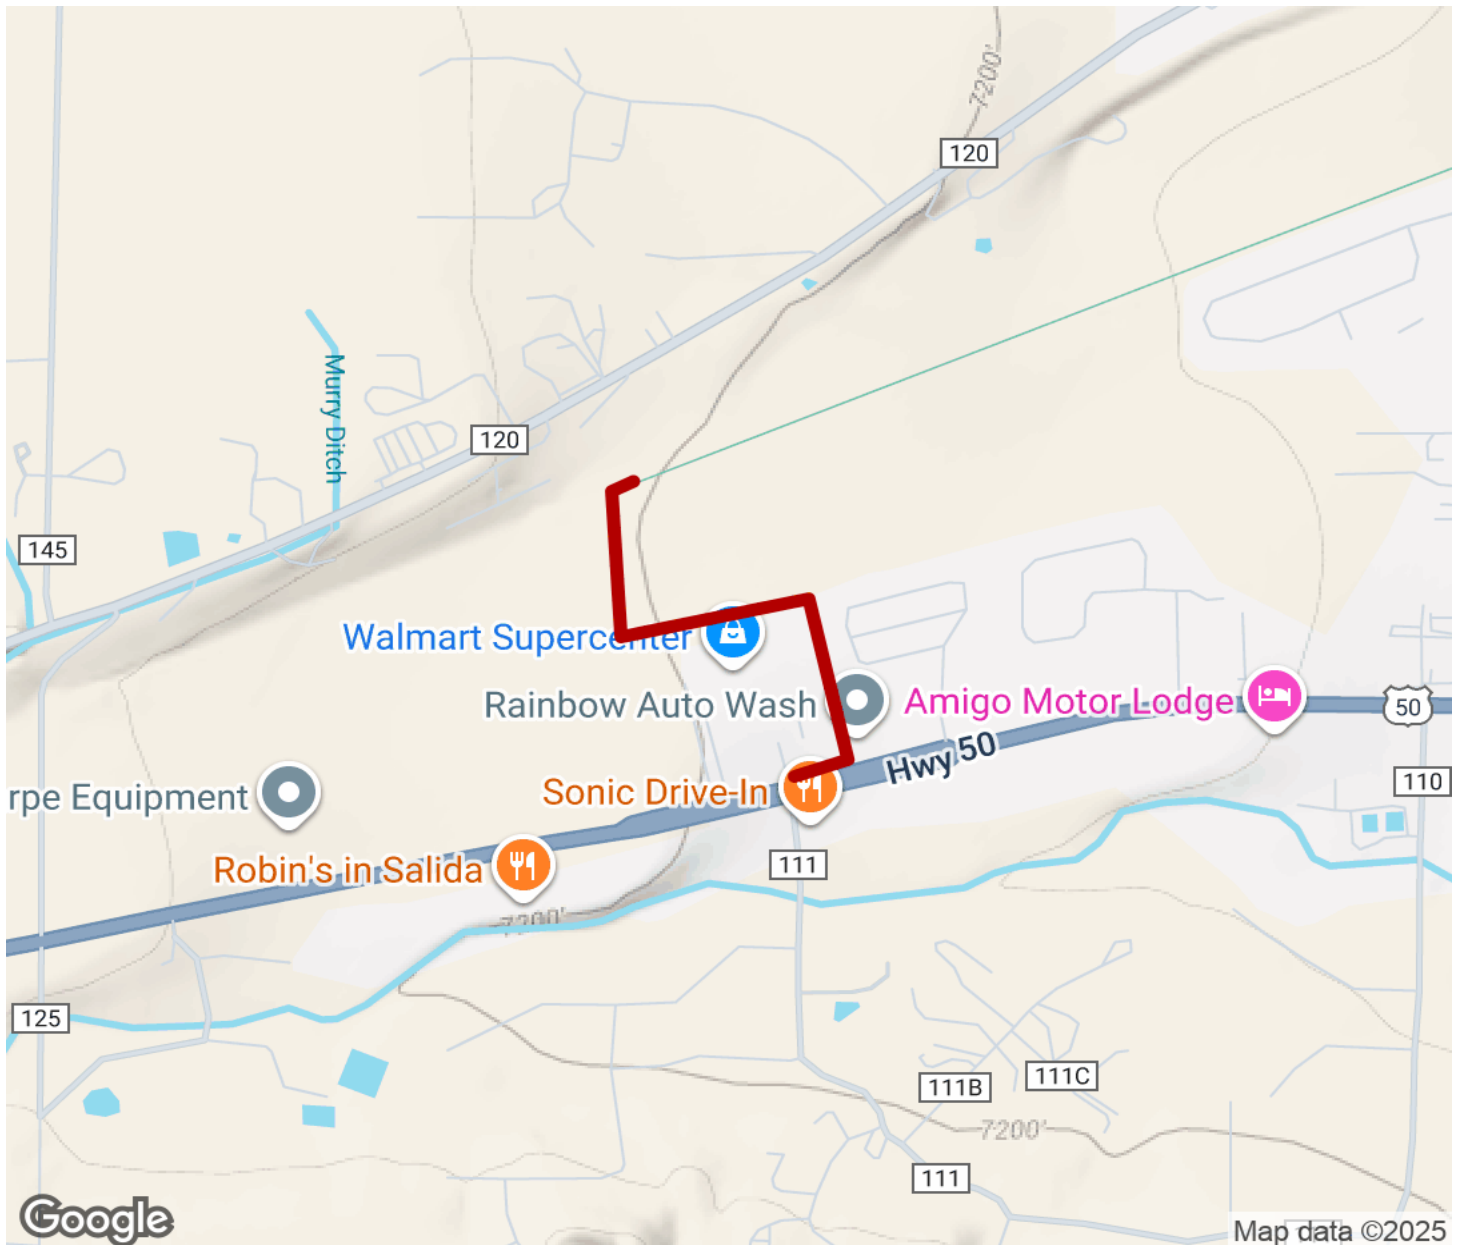 7200'
120
Murry Ditch
120
145
Walmart Supercenter
Rainbow Auto Wash
Amigo Motor Lodge
50
Hwy 50
110
rpe Equipment
Sonic Drive-In
Robin's in Salida
111
7200'
125
111B
111C
7200'
111
Google
Map data ©2025